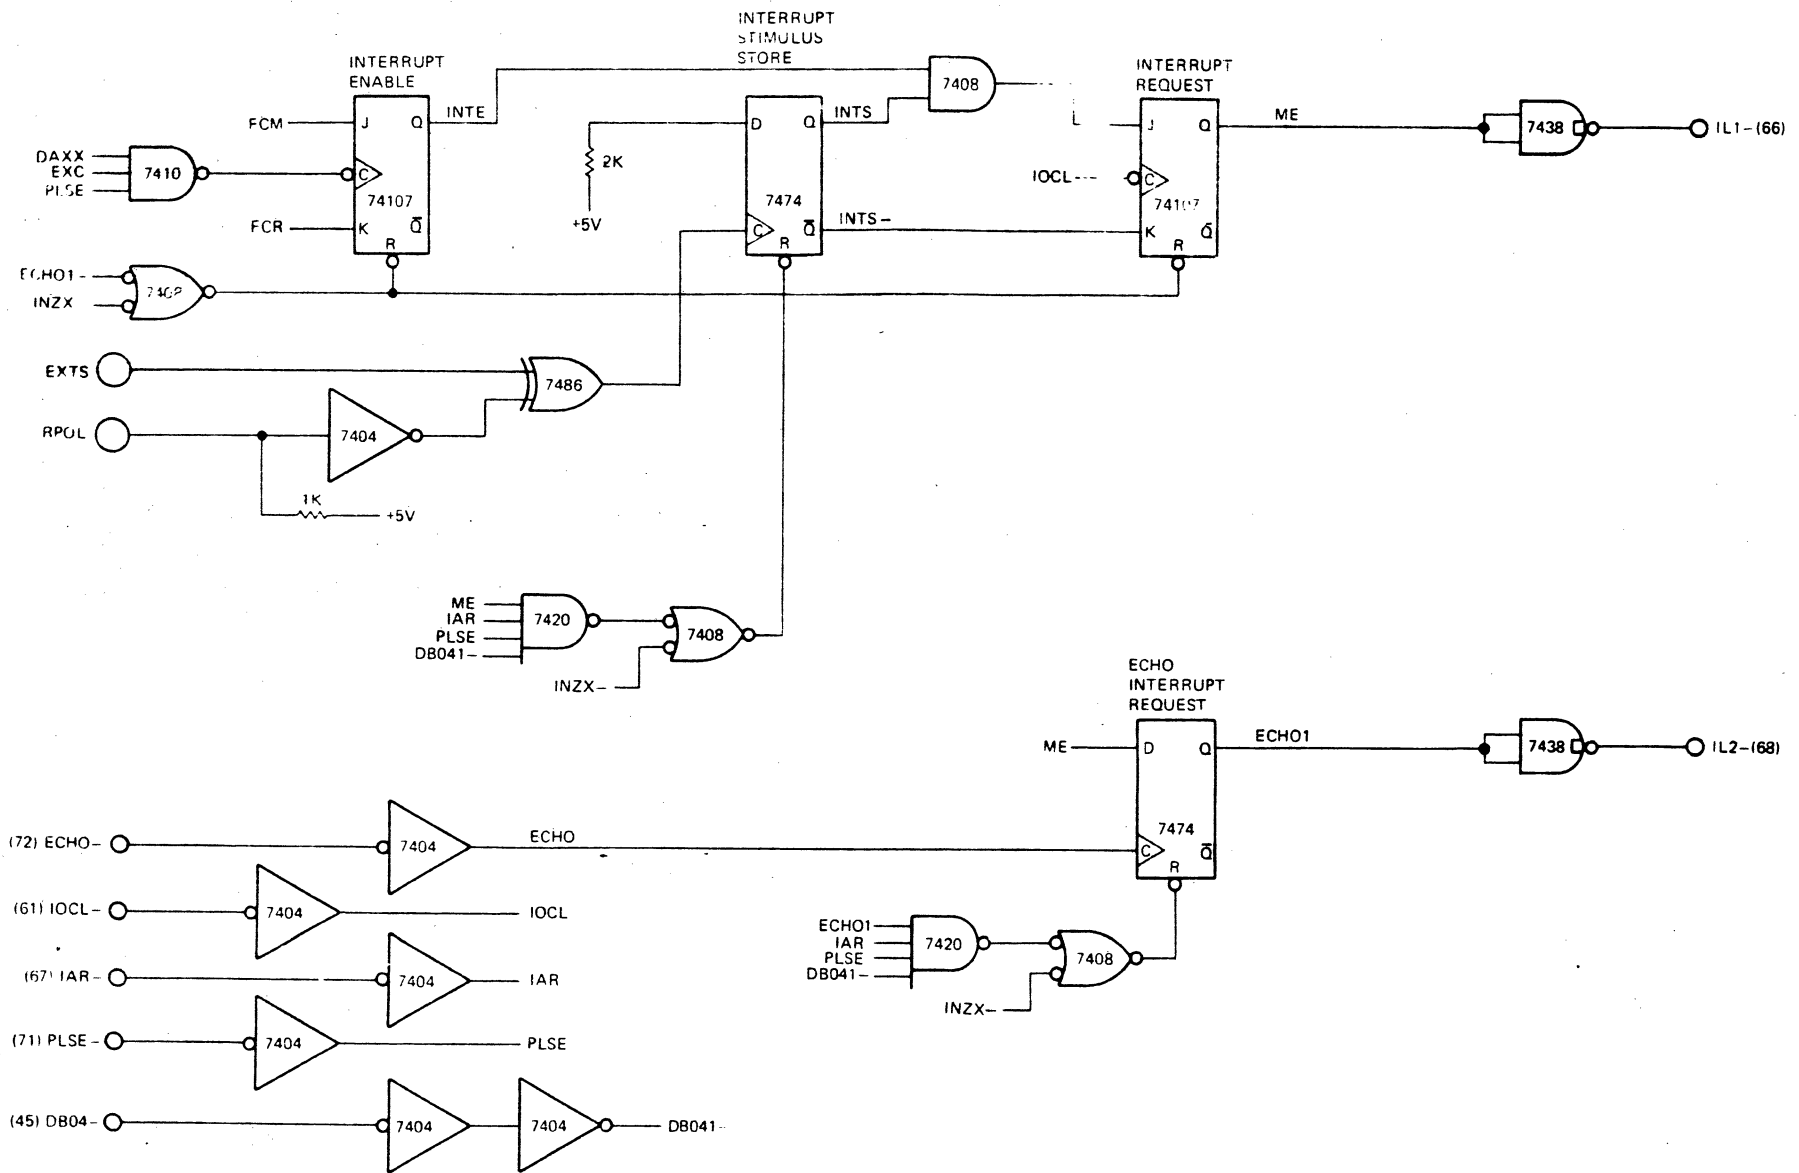 INTERRUPT
STIMULUS
STORE
INTERRUPT
ENABLE
INTERRUPT
REQUEST
7408
FCM
J
Q
INTE
D
Q
INTS
J
Q
ME
7438
IL1-(66)
DAXX
EXC
PLSE
7410
C
74107
2K
+5V
7474
IOCL-
C
74107
FCR
K
Q̅
R
C
Q̅
R
INTS-
K
Q̅
R
ECHO1-
INZX
7408
EXTS
7486
RPOL
7404
1K
+5V
ME
IAR
PLSE
DB041-
7420
7408
INZX-
ECHO
INTERRUPT
REQUEST
ME
D
Q
ECHO1
7438
IL2-(68)
7474
C
Q̅
R
(72) ECHO-
7404
ECHO
(61) IOCL-
7404
IOCL
ECHO1
IAR
PLSE
DB041-
7420
7408
INZX-
(67) IAR-
7404
IAR
(71) PLSE-
7404
PLSE
(45) DB04-
7404
7404
DB041-